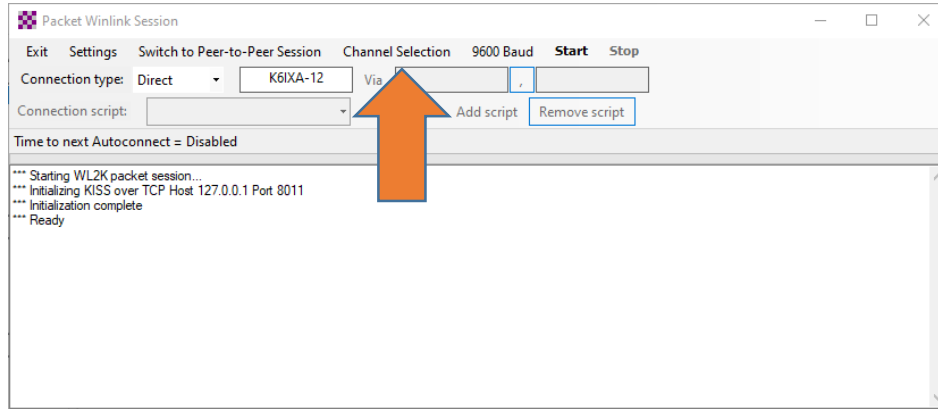 Packet Winlink Session
Exit Settings Switch to Peer-to-Peer Session Channel Selection 9600 Baud Start Stop
Connection type: Direct K6IXA-12 Via ,
Connection script: Add script Remove script
Time to next Autoconnect = Disabled
*** Starting WL2K packet session...
*** Initializing KISS over TCP Host 127.0.0.1 Port 8011
*** Initialization complete
*** Ready